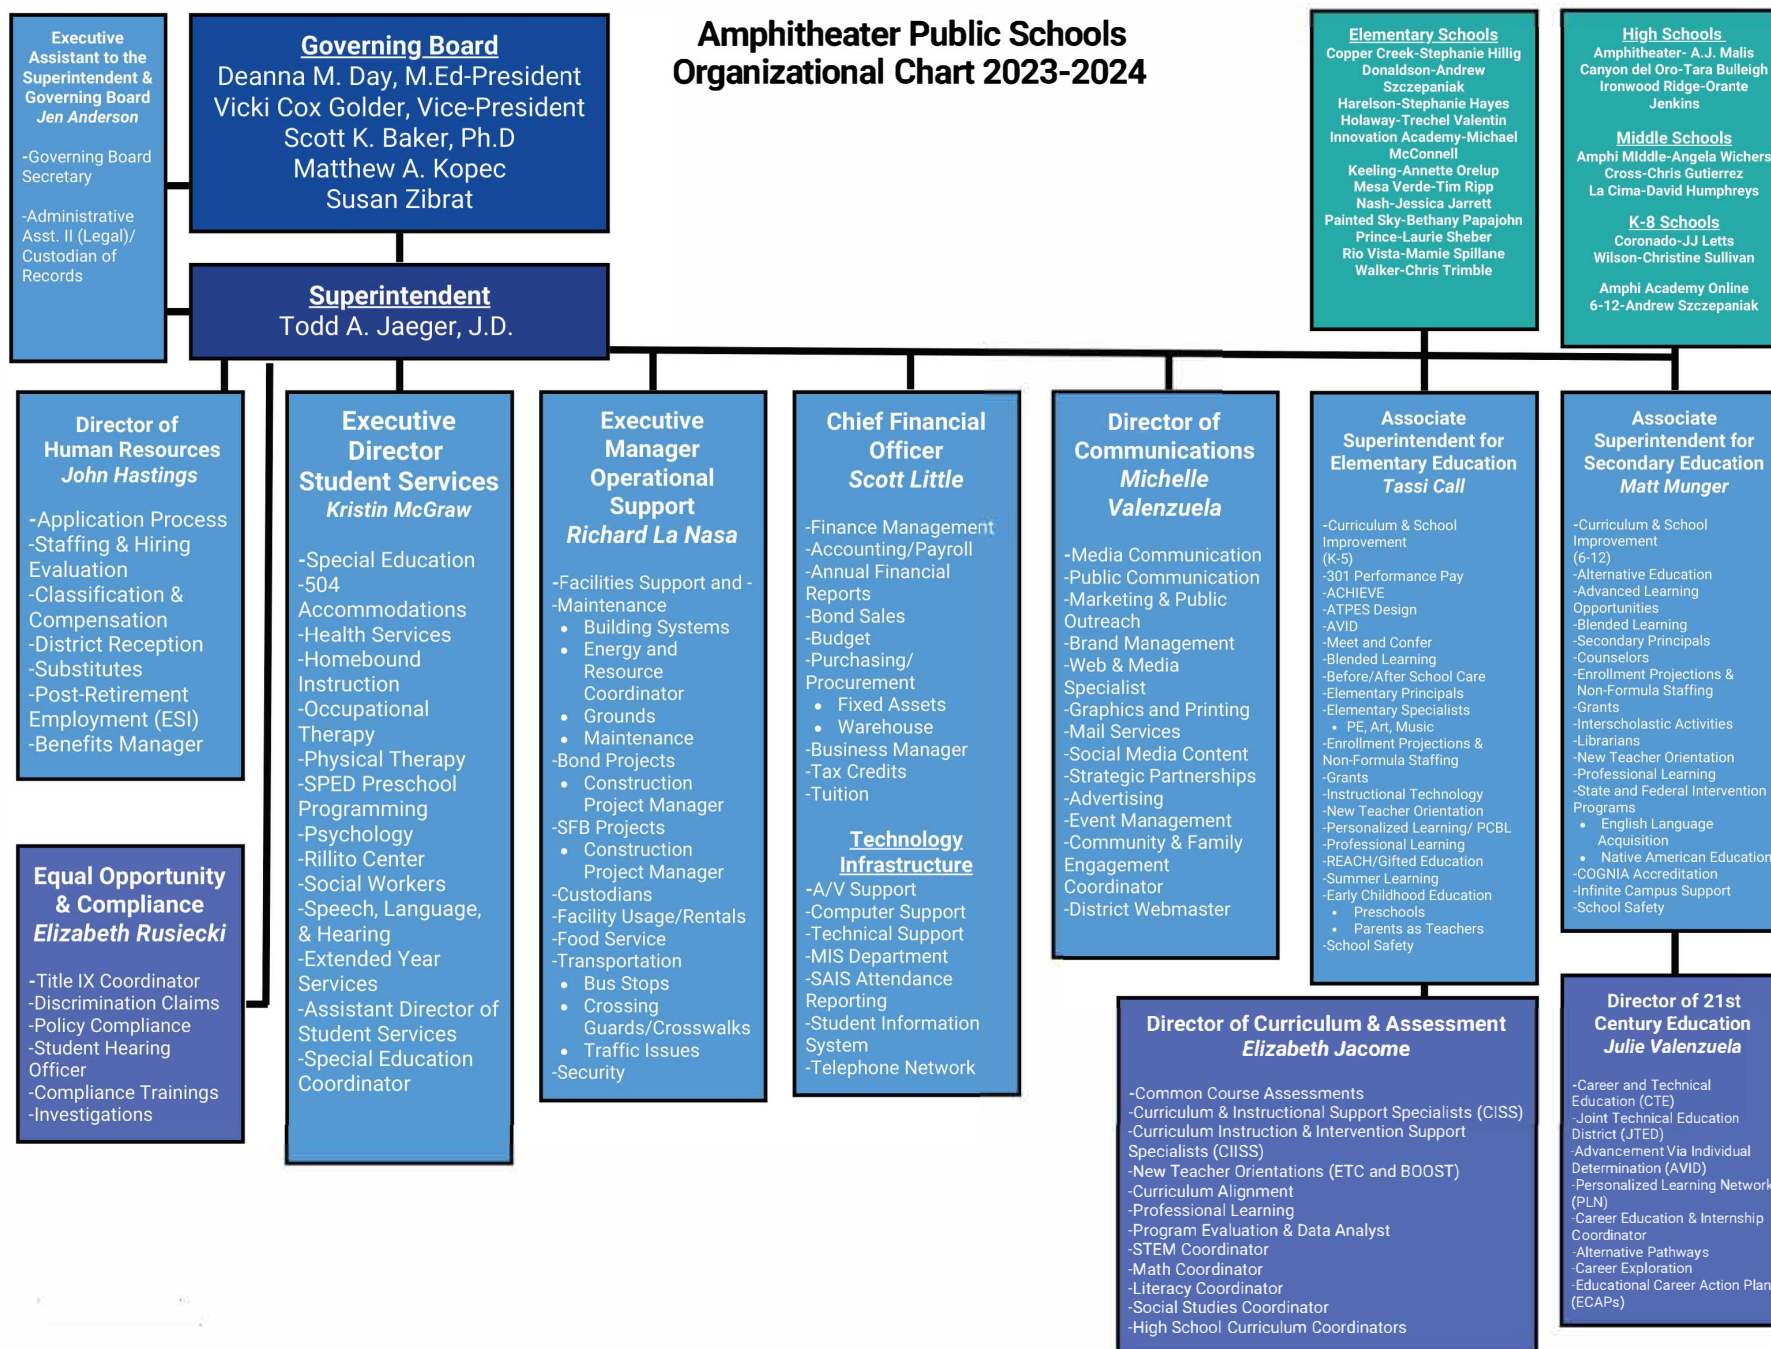 Amphitheater Public Schools
Organizational Chart 2023-2024
Executive
Assistant to the
Superintendent &
Governing Board
Jen Anderson
-Governing Board
Secretary
-Administrative
Asst. II (Legal)/
Custodian of
Records
Governing Board
Deanna M. Day, M.Ed-President
Vicki Cox Golder, Vice-President
Scott K. Baker, Ph.D
Matthew A. Kopec
Susan Zibrat
Superintendent
Todd A. Jaeger, J.D.
Elementary Schools
Copper Creek-Stephanie Hillig
Donaldson-Andrew
Szczepaniak
Harelson-Stephanie Hayes
Holaway-Trechel Valentin
Innovation Academy-Michael
McConnell
Keeling-Annette Orelup
Mesa Verde-Tim Ripp
Nash-Jessica Jarrett
Painted Sky-Bethany Papajohn
Prince-Laurie Sheber
Rio Vista-Mamie Spillane
Walker-Chris Trimble
High Schools
Amphitheater- A.J. Malis
Canyon del Oro-Tara Bulleigh
Ironwood Ridge-Orante
Jenkins
Middle Schools
Amphi MIddle-Angela Wichers
Cross-Chris Gutierrez
La Cima-David Humphreys
K-8 Schools
Coronado-JJ Letts
Wilson-Christine Sullivan
Amphi Academy Online
6-12-Andrew Szczepaniak
Director of
Human Resources
John Hastings
-Application Process
-Staffing & Hiring
Evaluation
-Classification &
Compensation
-District Reception
-Substitutes
-Post-Retirement
Employment (ESI)
-Benefits Manager
Equal Opportunity
& Compliance
Elizabeth Rusiecki
-Title IX Coordinator
-Discrimination Claims
-Policy Compliance
-Student Hearing
Officer
-Compliance Trainings
-Investigations
Executive
Director
Student Services
Kristin McGraw
-Special Education
-504
Accommodations
-Health Services
-Homebound
Instruction
-Occupational
Therapy
-Physical Therapy
-SPED Preschool
Programming
-Psychology
-Rillito Center
-Social Workers
-Speech, Language,
& Hearing
-Extended Year
Services
-Assistant Director of
Student Services
-Special Education
Coordinator
Executive
Manager
Operational
Support
Richard La Nasa
-Facilities Support and -
-Maintenance
• Building Systems
• Energy and
Resource
Coordinator
• Grounds
• Maintenance
-Bond Projects
• Construction
Project Manager
-SFB Projects
• Construction
Project Manager
-Custodians
-Facility Usage/Rentals
-Food Service
-Transportation
• Bus Stops
• Crossing
Guards/Crosswalks
• Traffic Issues
-Security
Chief Financial
Officer
Scott Little
-Finance Management
-Accounting/Payroll
-Annual Financial
Reports
-Bond Sales
-Budget
-Purchasing/
Procurement
• Fixed Assets
• Warehouse
-Business Manager
-Tax Credits
-Tuition
Technology
Infrastructure
-A/V Support
-Computer Support
-Technical Support
-MIS Department
-SAIS Attendance
Reporting
-Student Information
System
-Telephone Network
Director of
Communications
Michelle
Valenzuela
-Media Communication
-Public Communication
-Marketing & Public
Outreach
-Brand Management
-Web & Media
Specialist
-Graphics and Printing
-Mail Services
-Social Media Content
-Strategic Partnerships
-Advertising
-Event Management
-Community & Family
Engagement
Coordinator
-District Webmaster
Associate
Superintendent for
Elementary Education
Tassi Call
-Curriculum & School
Improvement
(K-5)
-301 Performance Pay
-ACHIEVE
-ATPES Design
-AVID
-Meet and Confer
-Blended Learning
-Before/After School Care
-Elementary Principals
-Elementary Specialists
• PE, Art, Music
-Enrollment Projections &
Non-Formula Staffing
-Grants
-Instructional Technology
-New Teacher Orientation
-Personalized Learning/ PCBL
-Professional Learning
-REACH/Gifted Education
-Summer Learning
-Early Childhood Education
• Preschools
• Parents as Teachers
-School Safety
Director of Curriculum & Assessment
Elizabeth Jacome
-Common Course Assessments
-Curriculum & Instructional Support Specialists (CISS)
-Curriculum Instruction & Intervention Support
Specialists (CIISS)
-New Teacher Orientations (ETC and BOOST)
-Curriculum Alignment
-Professional Learning
-Program Evaluation & Data Analyst
-STEM Coordinator
-Math Coordinator
-Literacy Coordinator
-Social Studies Coordinator
-High School Curriculum Coordinators
Associate
Superintendent for
Secondary Education
Matt Munger
-Curriculum & School
Improvement
(6-12)
-Alternative Education
-Advanced Learning
Opportunities
-Blended Learning
-Secondary Principals
-Counselors
-Enrollment Projections &
Non-Formula Staffing
-Grants
-Interscholastic Activities
-Librarians
-New Teacher Orientation
-Professional Learning
-State and Federal Intervention
Programs
• English Language
Acquisition
• Native American Education
-COGNIA Accreditation
-Infinite Campus Support
-School Safety
Director of 21st
Century Education
Julie Valenzuela
-Career and Technical
Education (CTE)
-Joint Technical Education
District (JTED)
-Advancement Via Individual
Determination (AVID)
-Personalized Learning Network
(PLN)
-Career Education & Internship
Coordinator
-Alternative Pathways
-Career Exploration
-Educational Career Action Plan
(ECAPs)